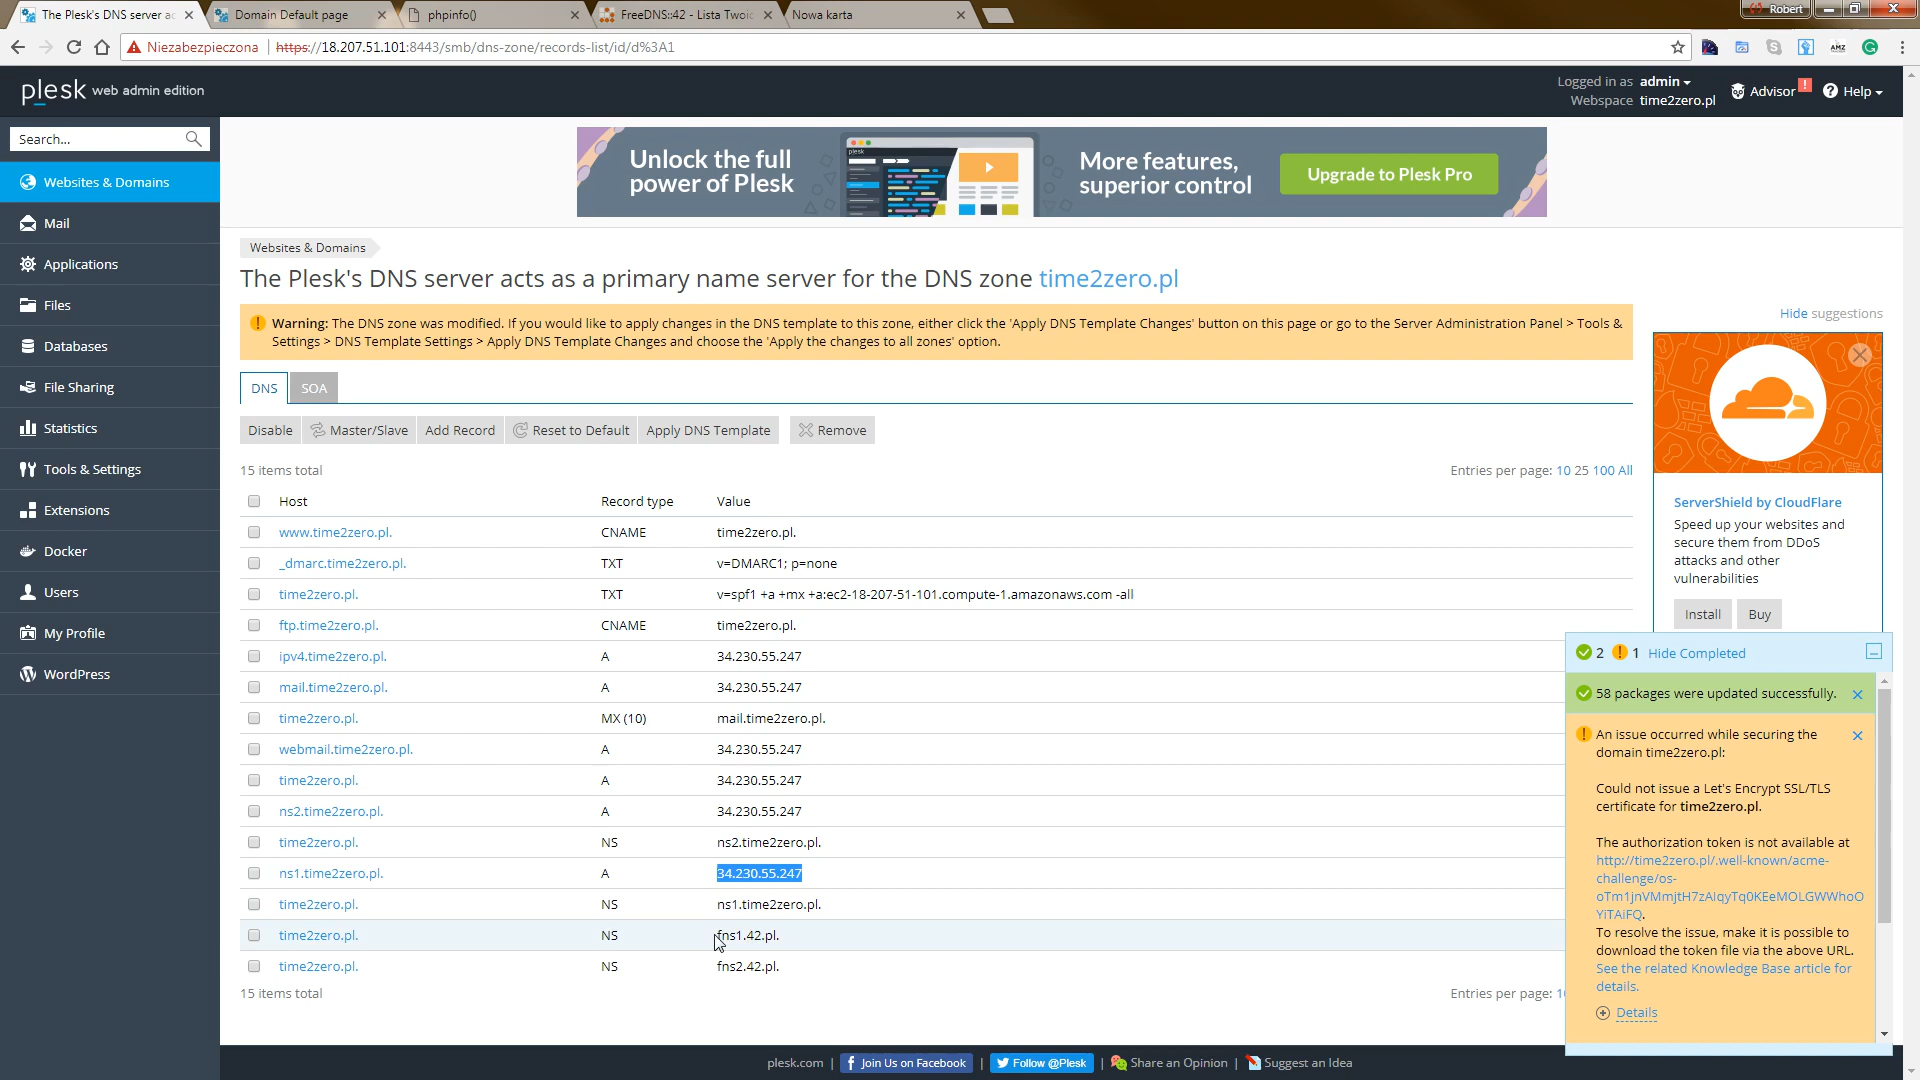 The Plesk's DNS server ac
Domain Default page
phpinfo()
FreeDNS::42 - Lista Twoic
Nowa karta
Robert
Niezabezpieczona
https://18.207.51.101:8443/smb/dns-zone/records-list/id/d%3A1
AMZ
plesk web admin edition
Logged in as admin
Webspace time2zero.pl
Advisor
!
Help
Search...
Websites & Domains
Mail
Applications
Files
Databases
File Sharing
Statistics
Tools & Settings
Extensions
Docker
Users
My Profile
WordPress
Unlock the full
power of Plesk
plesk
More features,
superior control
Upgrade to Plesk Pro
Websites & Domains
The Plesk's DNS server acts as a primary name server for the DNS zone time2zero.pl
Warning: The DNS zone was modified. If you would like to apply changes in the DNS template to this zone, either click the 'Apply DNS Template Changes' button on this page or go to the Server Administration Panel > Tools &
Settings > DNS Template Settings > Apply DNS Template Changes and choose the 'Apply the changes to all zones' option.
DNS
SOA
Disable
Master/Slave
Add Record
Reset to Default
Apply DNS Template
Remove
15 items total
Entries per page: 10 25 100 All
Host Record type Value
www.time2zero.pl. CNAME time2zero.pl.
_dmarc.time2zero.pl. TXT v=DMARC1; p=none
time2zero.pl. TXT v=spf1 +a +mx +a:ec2-18-207-51-101.compute-1.amazonaws.com -all
ftp.time2zero.pl. CNAME time2zero.pl.
ipv4.time2zero.pl. A 34.230.55.247
mail.time2zero.pl. A 34.230.55.247
time2zero.pl. MX (10) mail.time2zero.pl.
webmail.time2zero.pl. A 34.230.55.247
time2zero.pl. A 34.230.55.247
ns2.time2zero.pl. A 34.230.55.247
time2zero.pl. NS ns2.time2zero.pl.
ns1.time2zero.pl. A 34.230.55.247
time2zero.pl. NS ns1.time2zero.pl.
time2zero.pl. NS fns1.42.pl.
time2zero.pl. NS fns2.42.pl.
15 items total
Entries per page: 1
Hide suggestions
ServerShield by CloudFlare
Speed up your websites and
secure them from DDoS
attacks and other
vulnerabilities
Install
Buy
2 1 Hide Completed
58 packages were updated successfully.
An issue occurred while securing the
domain time2zero.pl:
Could not issue a Let's Encrypt SSL/TLS
certificate for time2zero.pl.
The authorization token is not available at
http://time2zero.pl/.well-known/acme-
challenge/os-
oTm1jnVMmjtH7zAIqyTq0KEeMOLGWWhoO
YiTAiFQ.
To resolve the issue, make it is possible to
download the token file via the above URL.
See the related Knowledge Base article for
details.
Details
plesk.com | Join Us on Facebook | Follow @Plesk | Share an Opinion | Suggest an Idea